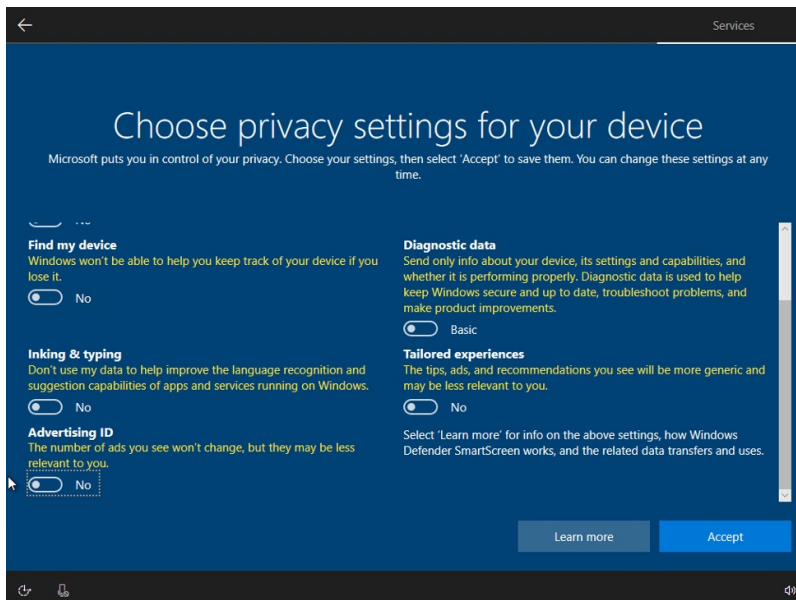 Services
Choose privacy settings for your device
Microsoft puts you in control of your privacy. Choose your settings, then select 'Accept' to save them. You can change these settings at any
time.
Find my device
Windows won't be able to help you keep track of your device if you
lose it.
No
Diagnostic data
Send only info about your device, its settings and capabilities, and
whether it is performing properly. Diagnostic data is used to help
keep Windows secure and up to date, troubleshoot problems, and
make product improvements.
Basic
Inking & typing
Don't use my data to help improve the language recognition and
suggestion capabilities of apps and services running on Windows.
No
Tailored experiences
The tips, ads, and recommendations you see will be more generic and
may be less relevant to you.
No
Advertising ID
The number of ads you see won't change, but they may be less
relevant to you.
No
Select 'Learn more' for info on the above settings, how Windows
Defender SmartScreen works, and the related data transfers and uses.
Learn more
Accept